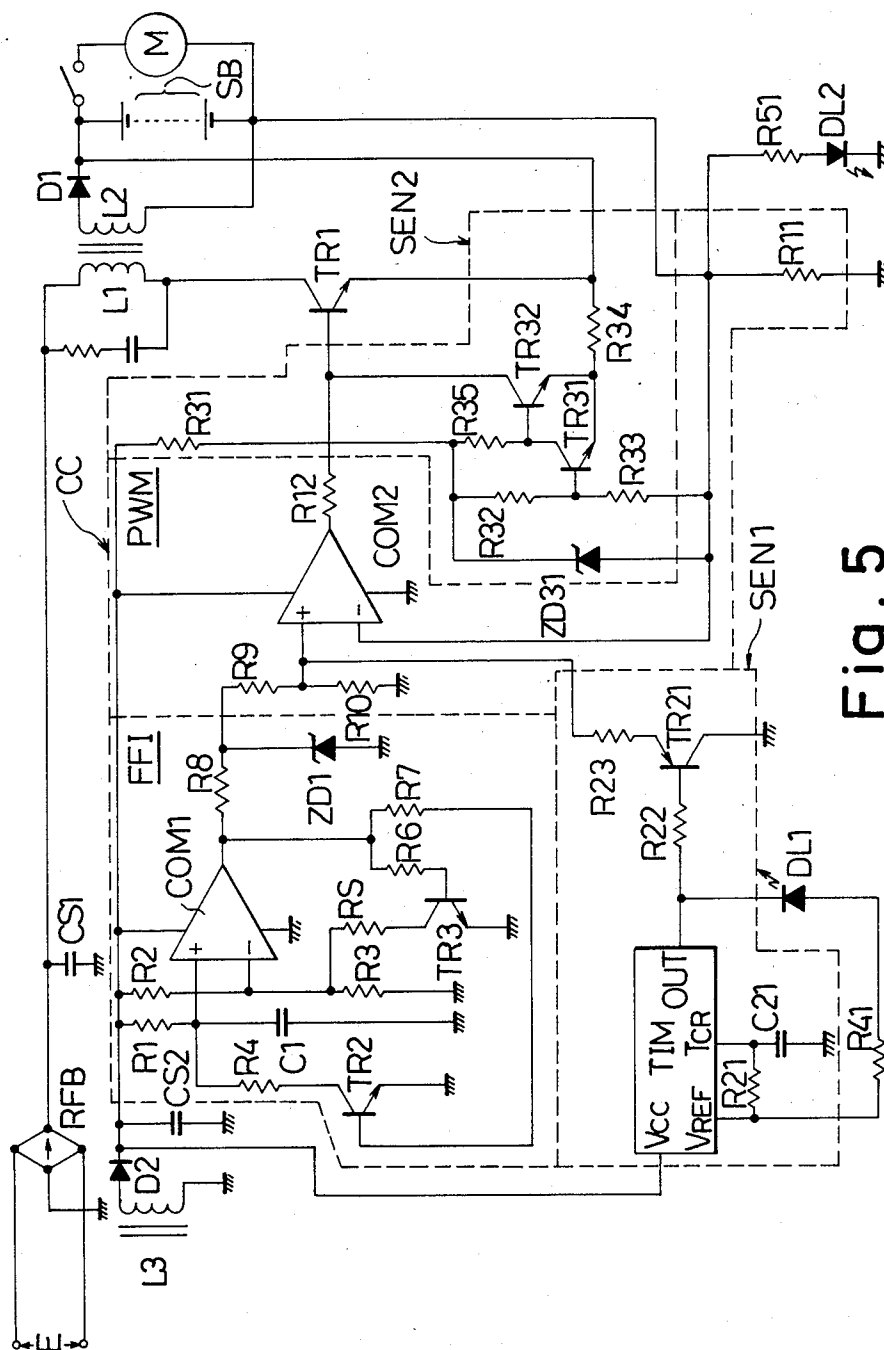 E
RFB
CS1
L1
L2
D1
SB
M
L3
D2
CS2
CC
FFI
PWM
R1
R2
COM1
R4
C1
R3
RS
TR2
TR3
R6
R7
R8
ZD1
R9
R10
+
−
+
−
R12
COM2
R31
TR1
SEN2
R35
TR32
TR31
R32
R33
R34
ZD31
R51
DL2
R11
SEN1
R23
TR21
R22
DL1
VCC TIM OUT
VREF TCR
R21
C21
R41
Fig. 5